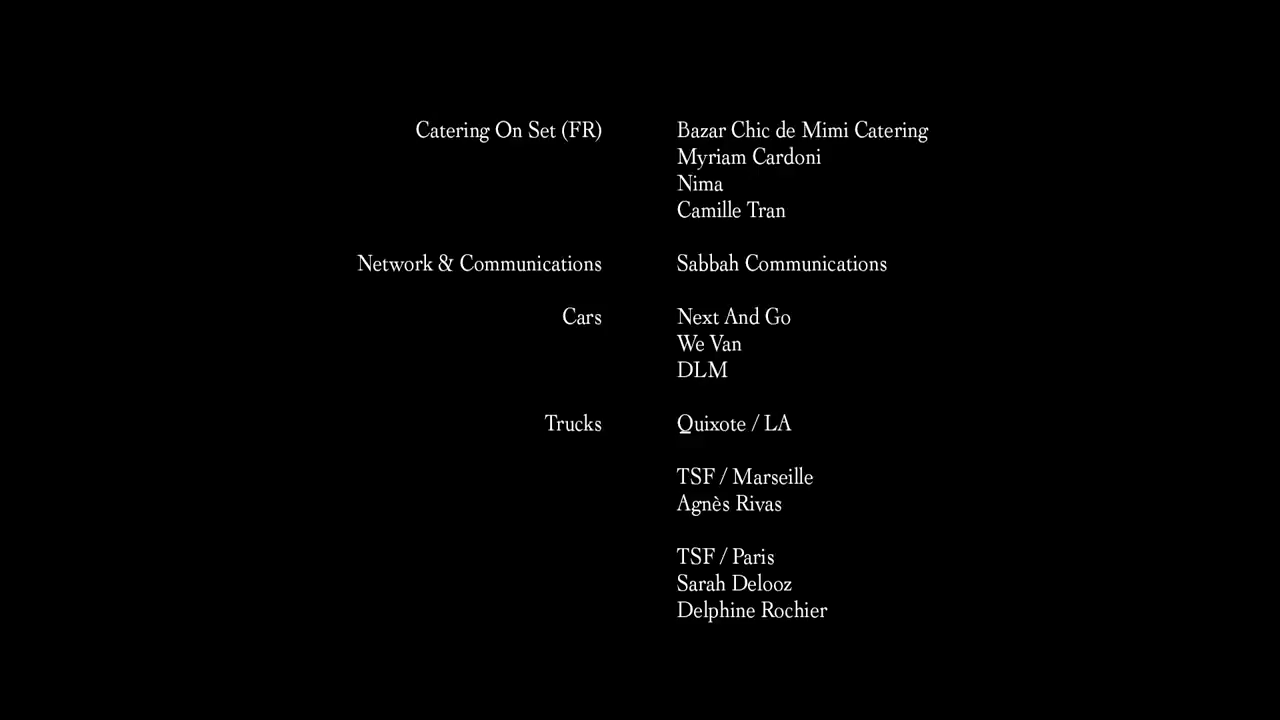 Catering On Set (FR) Bazar Chic de Mimi Catering
Myriam Cardoni
Nima
Camille Tran
Network & Communications Sabbah Communications
Cars Next And Go
We Van
DLM
Trucks Quixote / LA
TSF / Marseille
Agnès Rivas
TSF / Paris
Sarah Delooz
Delphine Rochier